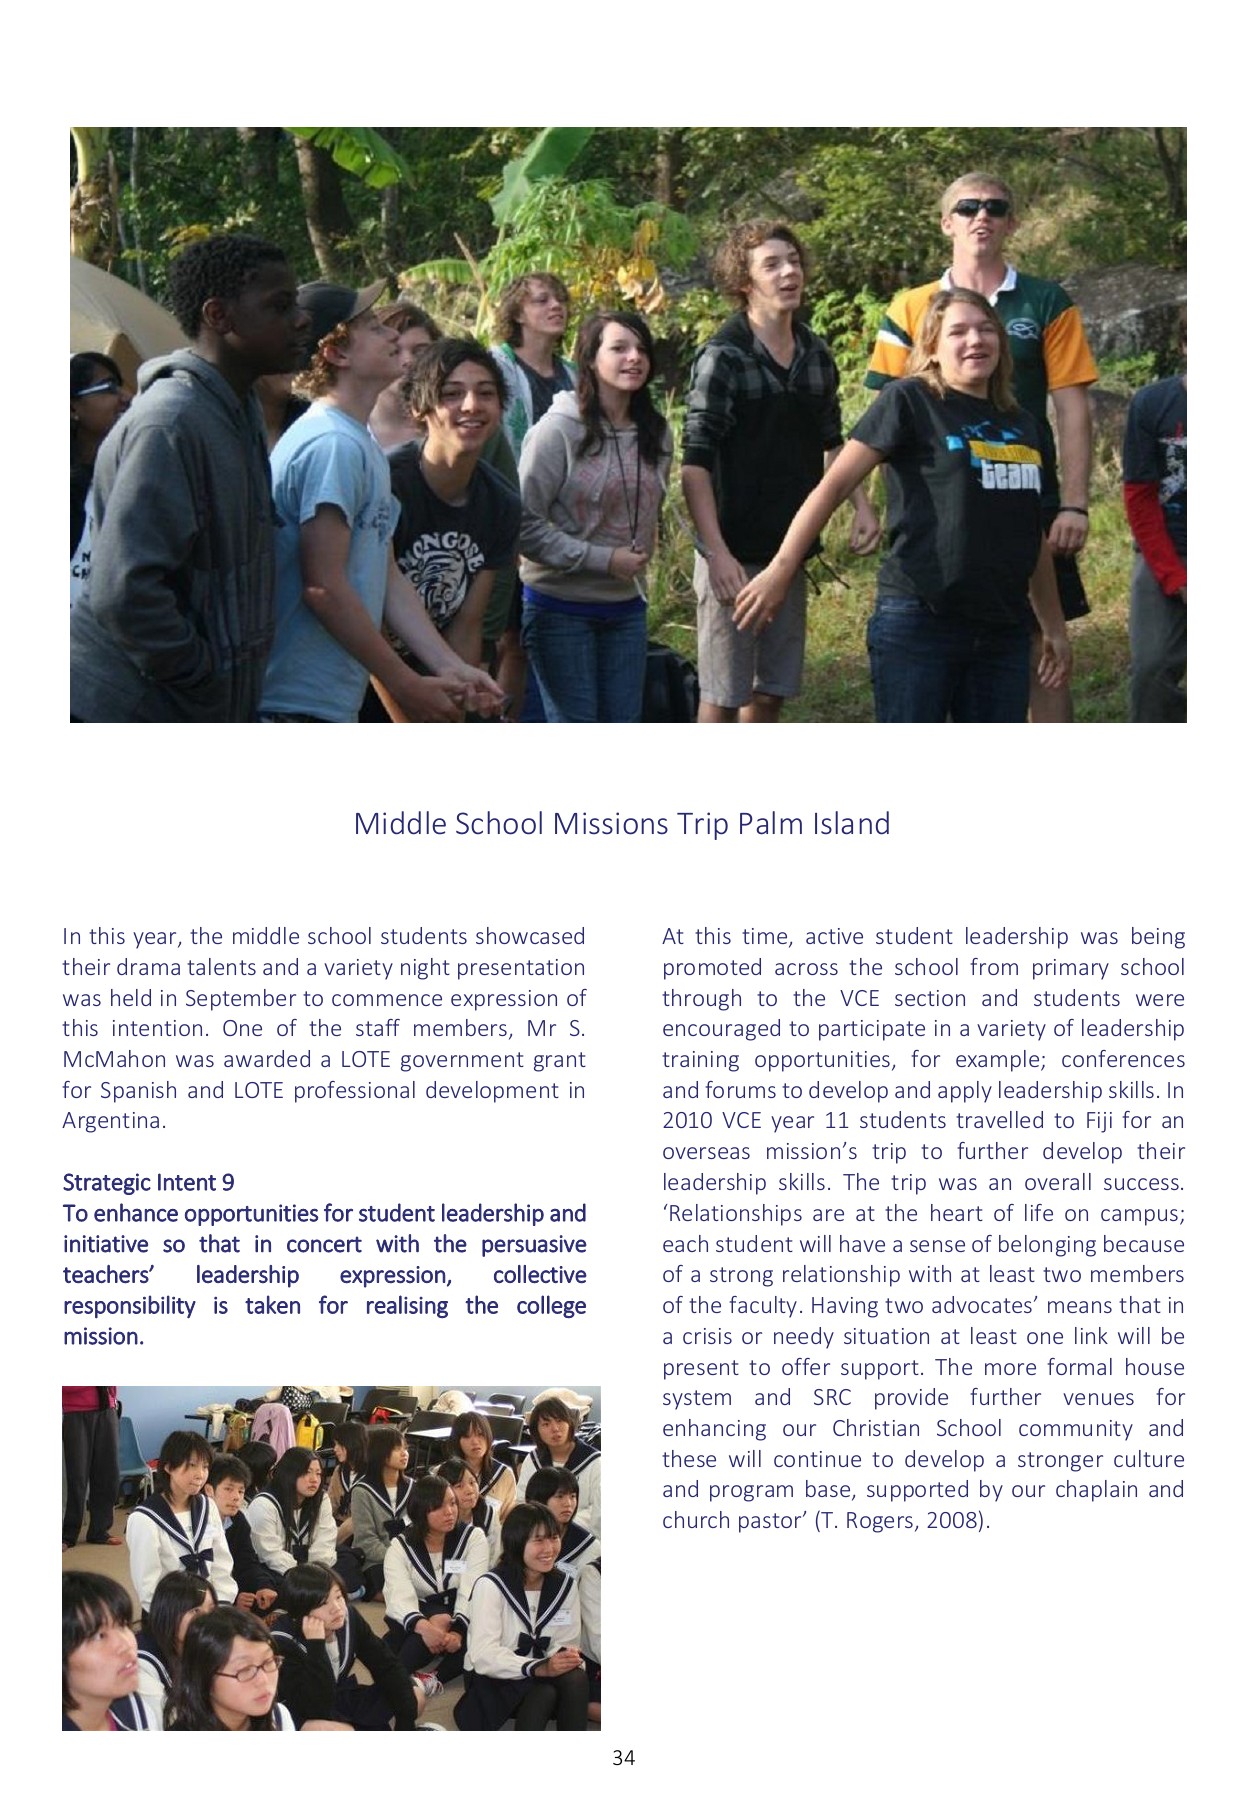 MONGOSE
team
Middle School Missions Trip Palm Island
In this year, the middle school students showcased
their drama talents and a variety night presentation
was held in September to commence expression of
this intention. One of the staff members, Mr S.
McMahon was awarded a LOTE government grant
for Spanish and LOTE professional development in
Argentina.
Strategic Intent 9
To enhance opportunities for student leadership and
initiative so that in concert with the persuasive
teachers’ leadership expression, collective
responsibility is taken for realising the college
mission.
At this time, active student leadership was being
promoted across the school from primary school
through to the VCE section and students were
encouraged to participate in a variety of leadership
training opportunities, for example; conferences
and forums to develop and apply leadership skills. In
2010 VCE year 11 students travelled to Fiji for an
overseas mission’s trip to further develop their
leadership skills. The trip was an overall success.
‘Relationships are at the heart of life on campus;
each student will have a sense of belonging because
of a strong relationship with at least two members
of the faculty. Having two advocates’ means that in
a crisis or needy situation at least one link will be
present to offer support. The more formal house
system and SRC provide further venues for
enhancing our Christian School community and
these will continue to develop a stronger culture
and program base, supported by our chaplain and
church pastor’ (T. Rogers, 2008).
34